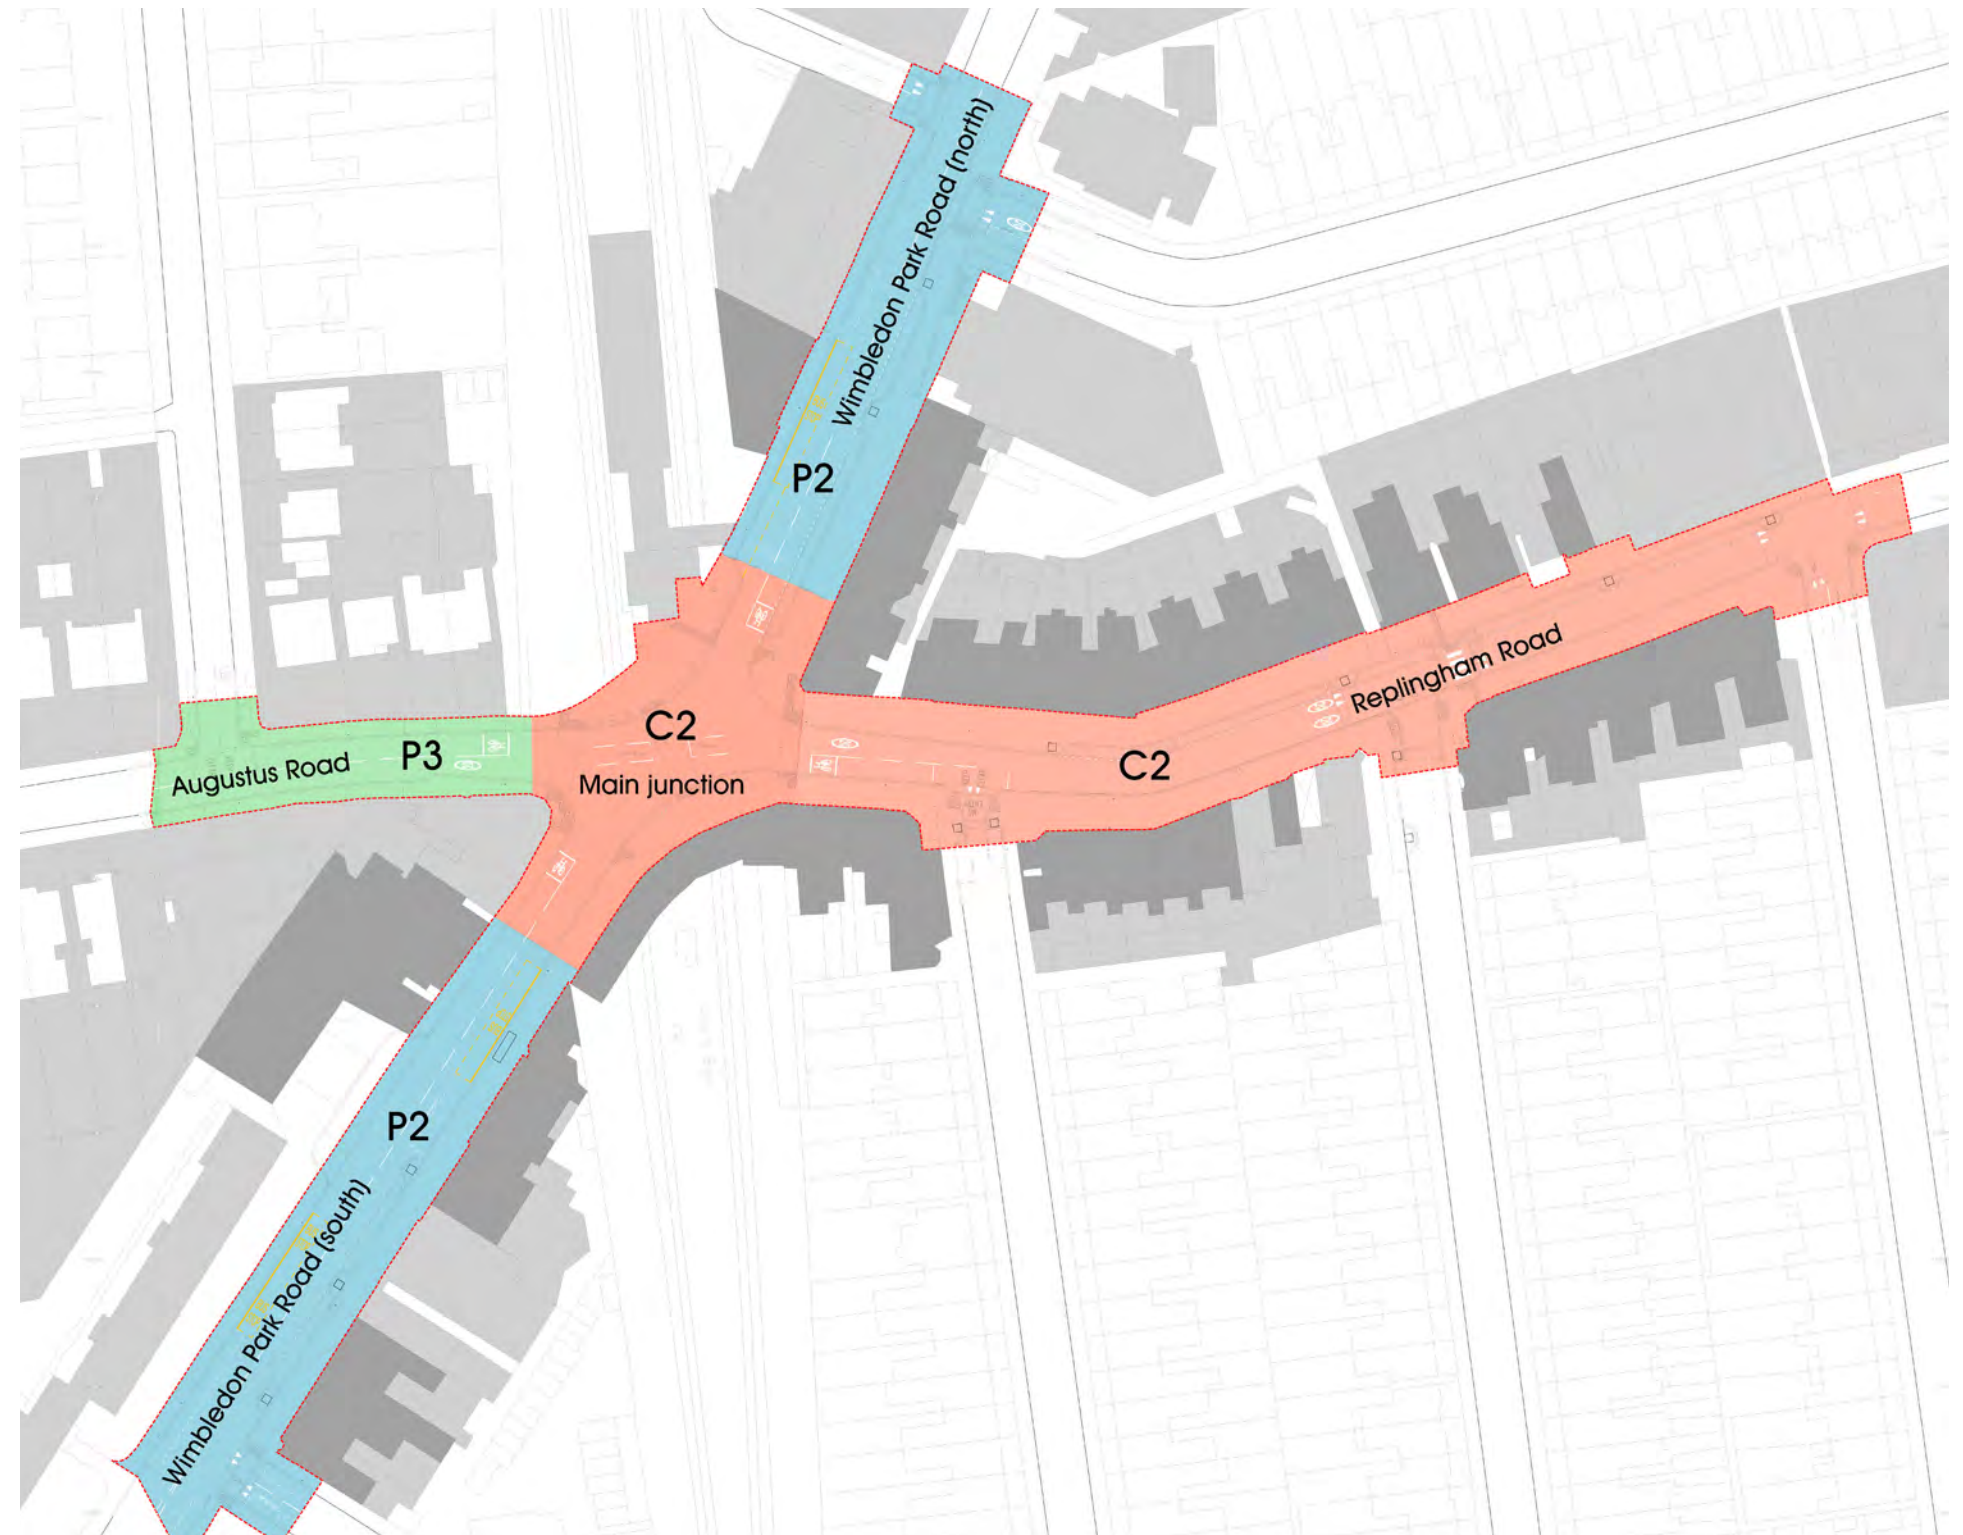 Wimbledon Park Road (north)
P2
C2
Main junction
Augustus Road
P3
C2
Replingham Road
P2
Wimbledon Park Road (south)